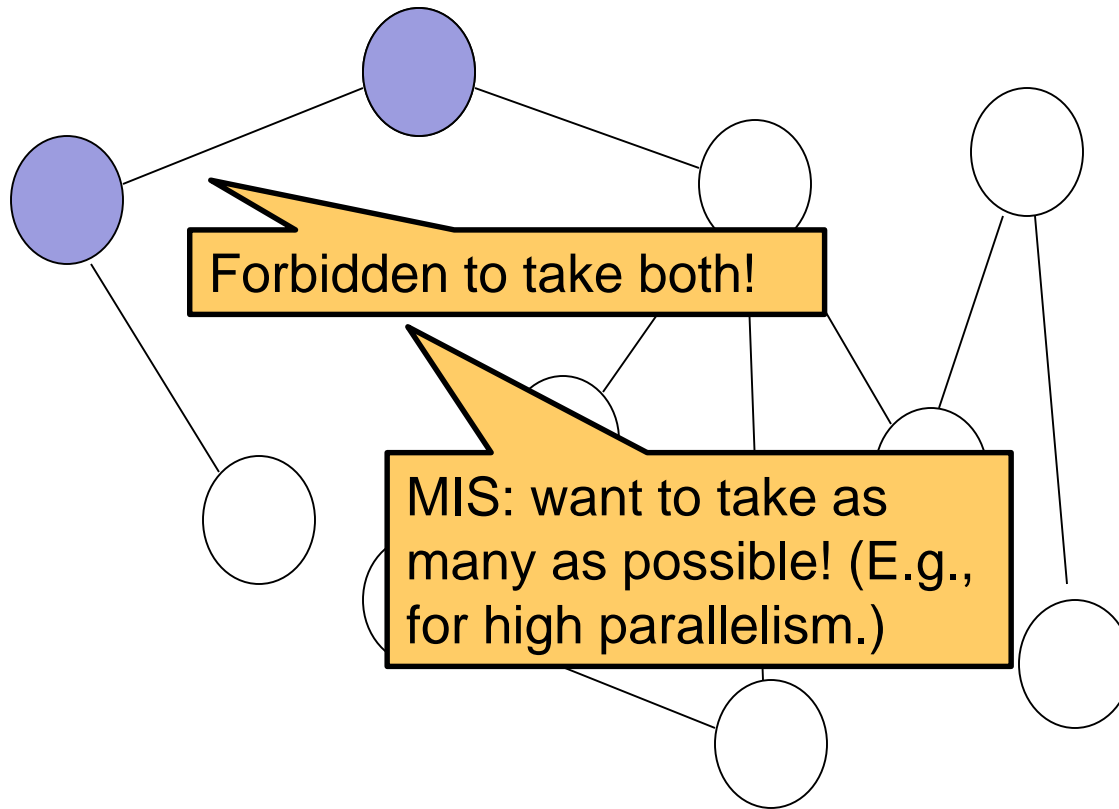 Forbidden to take both!
MIS: want to take as
many as possible! (E.g.,
for high parallelism.)